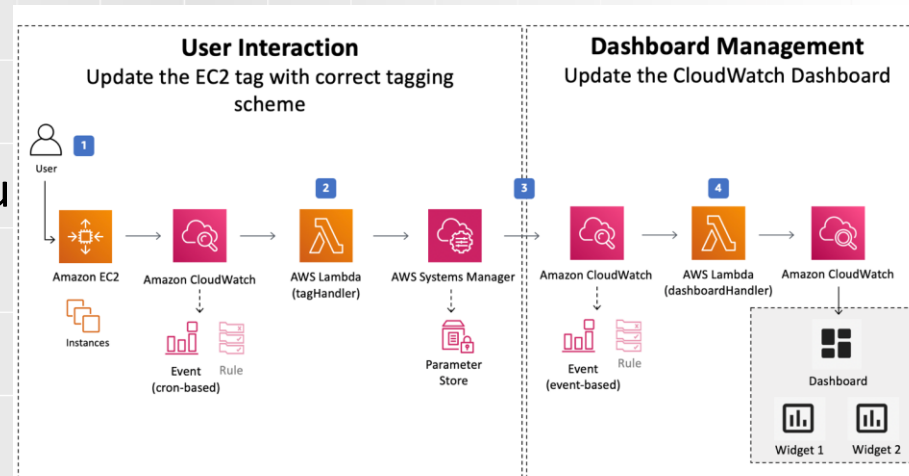 User Interaction
Update the EC2 tag with correct tagging
scheme
Dashboard Management
Update the CloudWatch Dashboard
1
User
2
3
4
Amazon EC2
Amazon CloudWatch
AWS Lambda
(tagHandler)
AWS Systems Manager
Amazon CloudWatch
AWS Lambda
(dashboardHandler)
Amazon CloudWatch
Instances
Event
(cron-based)
Rule
Parameter
Store
Event
(event-based)
Rule
Dashboard
Widget 1
Widget 2